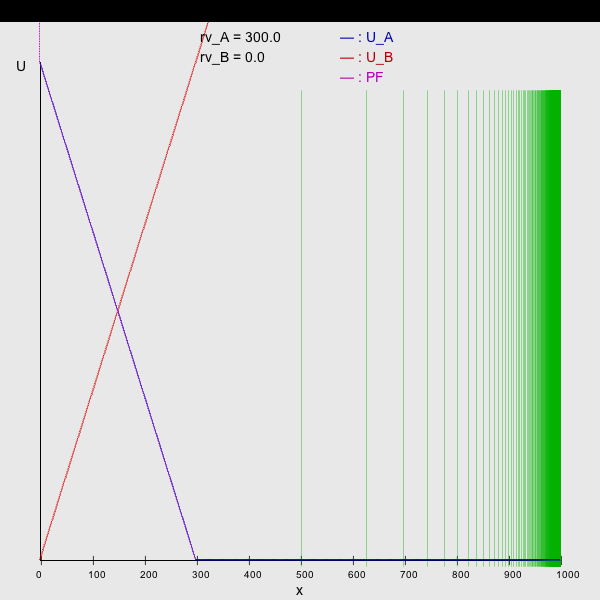 rv_A = 300.0
— : U_A
rv_B = 0.0
— : U_B
U
— : PF
0 100 200 300 400 500 600 700 800 900 1000
x